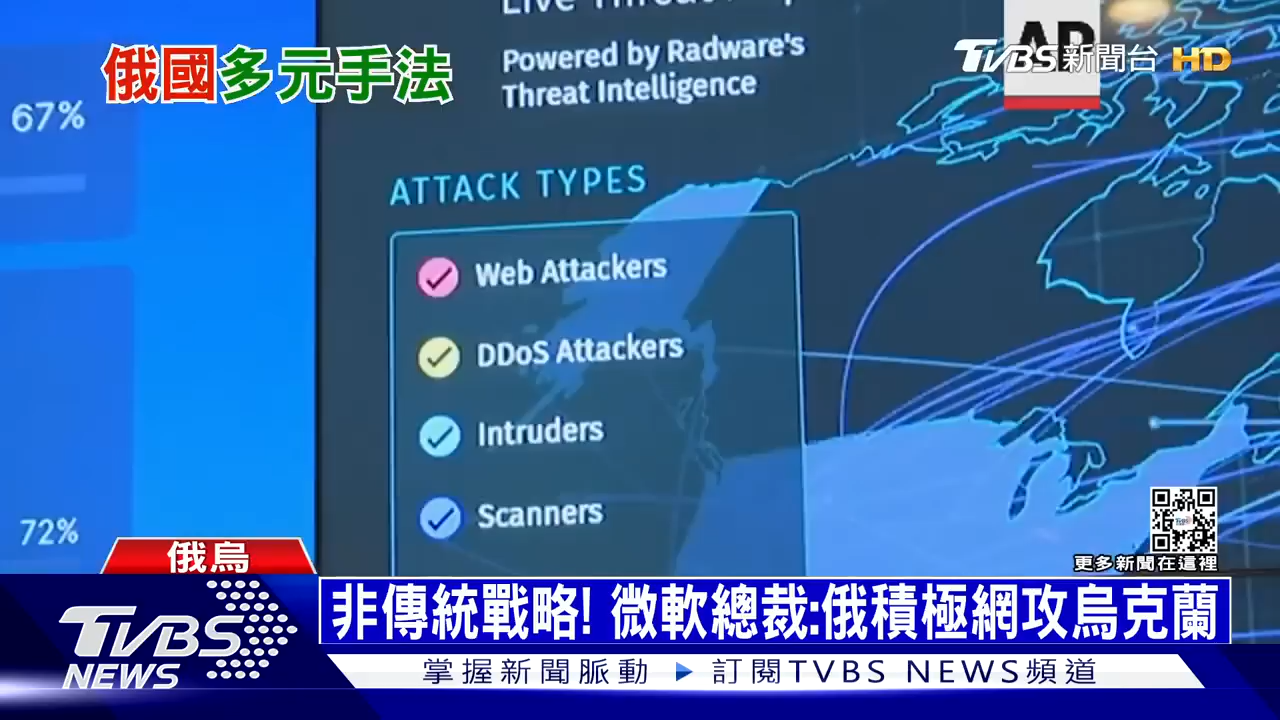 俄國多元手法
AP
TVBS新聞台 HD
67%
Powered by Radware's
Threat Intelligence
ATTACK TYPES
Web Attackers
DDoS Attackers
Intruders
Scanners
72%
更多新聞在這裡
俄烏
非傳統戰略! 微軟總裁:俄積極網攻烏克蘭
TVBS
NEWS
掌握新聞脈動 ▶ 訂閱TVBS NEWS頻道